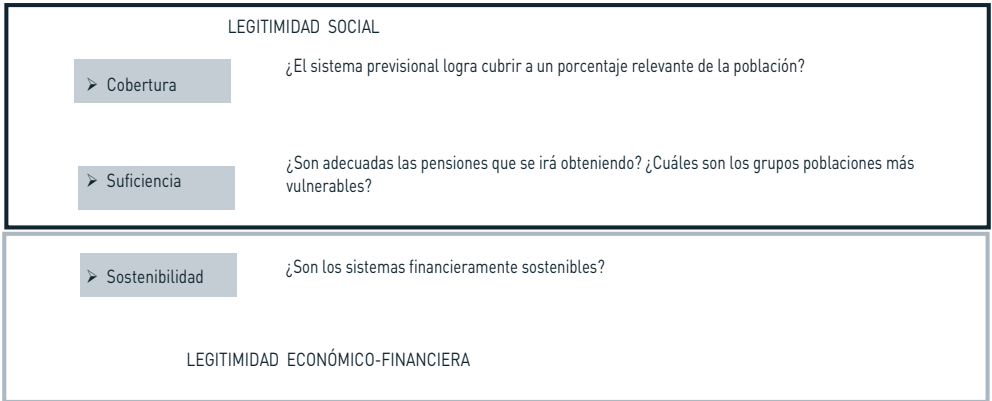 LEGITIMIDAD SOCIAL
¿El sistema previsional logra cubrir a un porcentaje relevante de la población?
➢ Cobertura
¿Son adecuadas las pensiones que se irá obteniendo? ¿Cuáles son los grupos poblaciones más
➢ Suficiencia
vulnerables?
¿Son los sistemas financieramente sostenibles?
➢ Sostenibilidad
LEGITIMIDAD ECONÓMICO-FINANCIERA